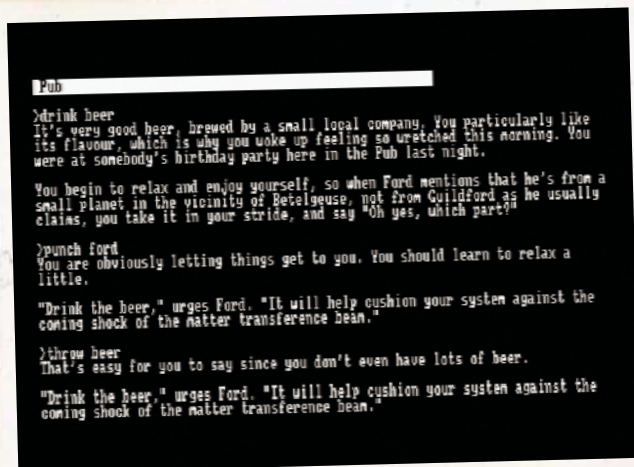 Pub
>drink beer
It's very good beer, brewed by a small local company. You particularly like
its flavour, which is why you woke up feeling so wretched this morning. You
were at somebody's birthday party here in the Pub last night.
You begin to relax and enjoy yourself, so when Ford mentions that he's from a
small planet in the vicinity of Betelgeuse, not from Guildford as he usually
claims, you take it in your stride, and say "Oh yes, which part?"
>punch ford
You are obviously letting things get to you. You should learn to relax a
little.
"Drink the beer," urges Ford. "It will help cushion your system against the
coming shock of the matter transference beam."
>throw beer
That's easy for you to say since you don't even have lots of beer.
"Drink the beer," urges Ford. "It will help cushion your system against the
coming shock of the matter transference beam."